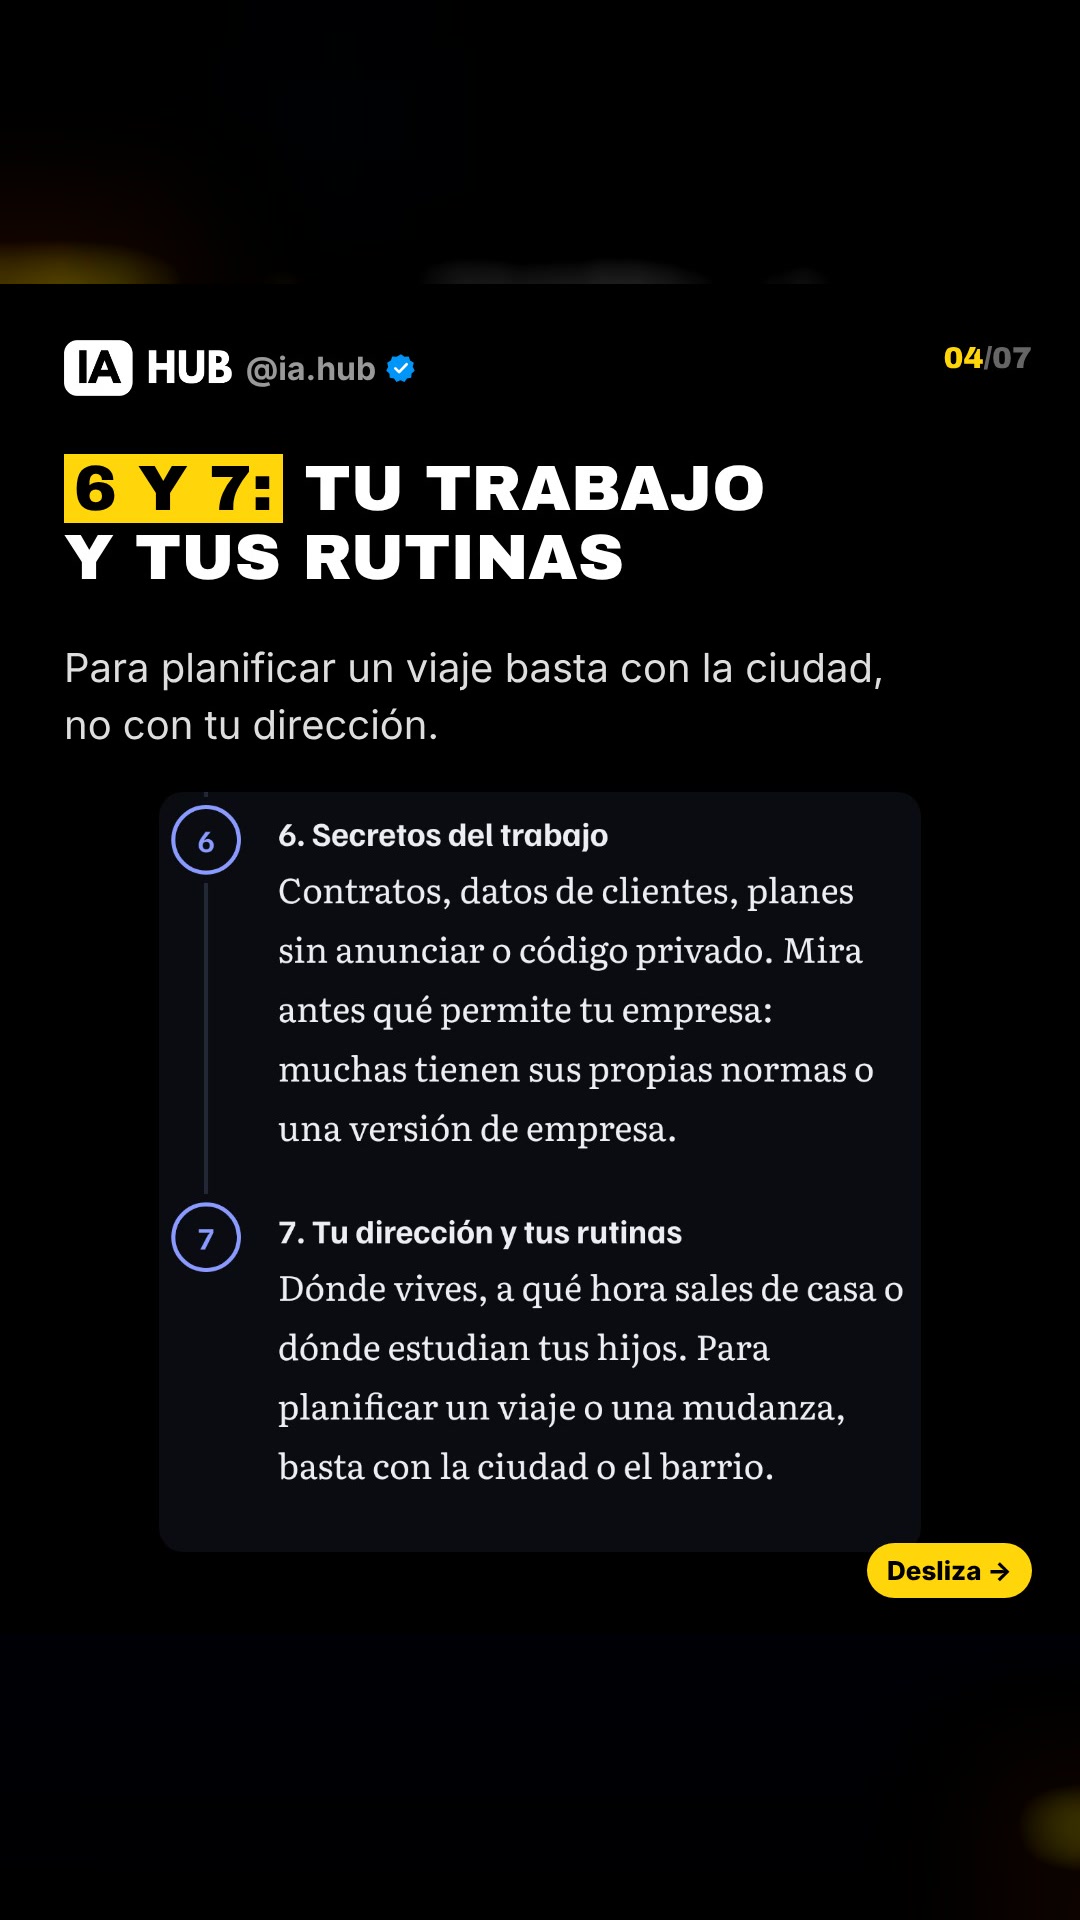 IA HUB @ia.hub
04/07
6 Y 7: TU TRABAJO
Y TUS RUTINAS
Para planificar un viaje basta con la ciudad,
no con tu dirección.
6
6. Secretos del trabajo
Contratos, datos de clientes, planes
sin anunciar o código privado. Mira
antes qué permite tu empresa:
muchas tienen sus propias normas o
una versión de empresa.
7
7. Tu dirección y tus rutinas
Dónde vives, a qué hora sales de casa o
dónde estudian tus hijos. Para
planificar un viaje o una mudanza,
basta con la ciudad o el barrio.
Desliza →